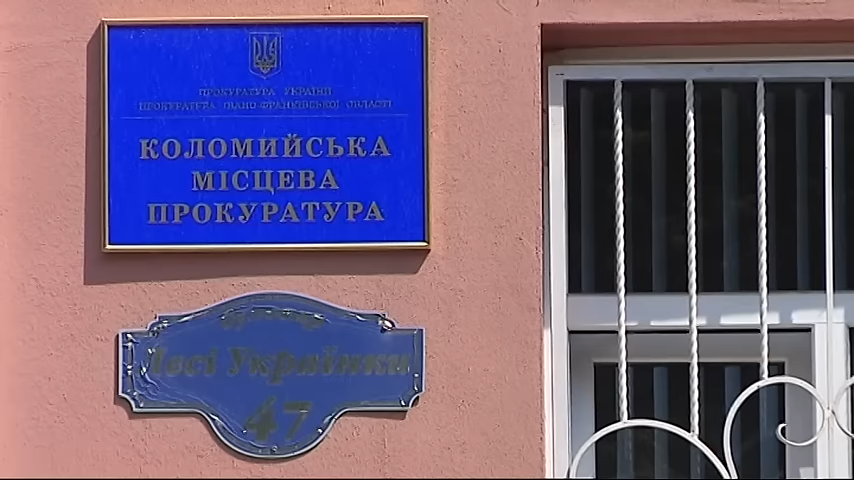 ПРОКУРАТУРА УКРАЇНИ
ПРОКУРАТУРА ІВАНО-ФРАНКІВСЬКОЇ ОБЛАСТІ
КОЛОМИЙСЬКА
МІСЦЕВА
ПРОКУРАТУРА
Лесі Українки
47